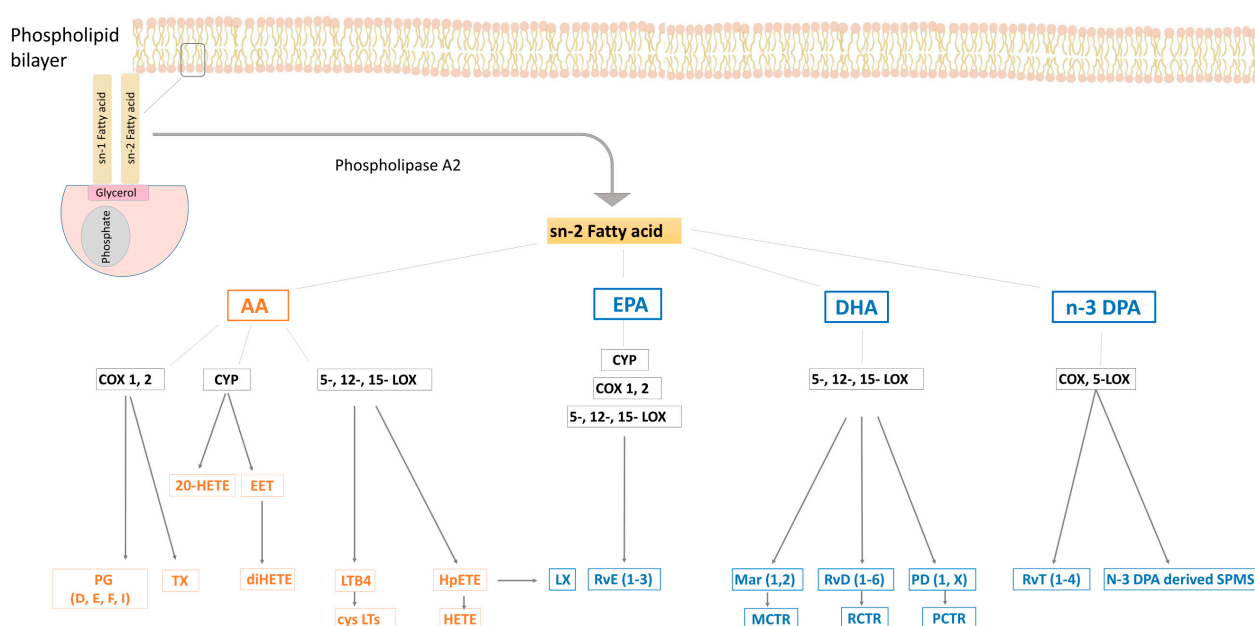 Phospholipid
bilayer
sn-1 Fatty acid
sn-2 Fatty acid
Glycerol
Phosphate
Phospholipase A2
sn-2 Fatty acid
AA
EPA
DHA
n-3 DPA
COX 1, 2
CYP
5-, 12-, 15- LOX
CYP
COX 1, 2
5-, 12-, 15- LOX
5-, 12-, 15- LOX
COX, 5-LOX
20-HETE
EET
PG
(D, E, F, I)
TX
diHETE
LTB4
HpETE
LX
RvE (1-3)
Mar (1,2)
RvD (1-6)
PD (1, X)
RvT (1-4)
N-3 DPA derived SPMS
cys LTs
HETE
MCTR
RCTR
PCTR